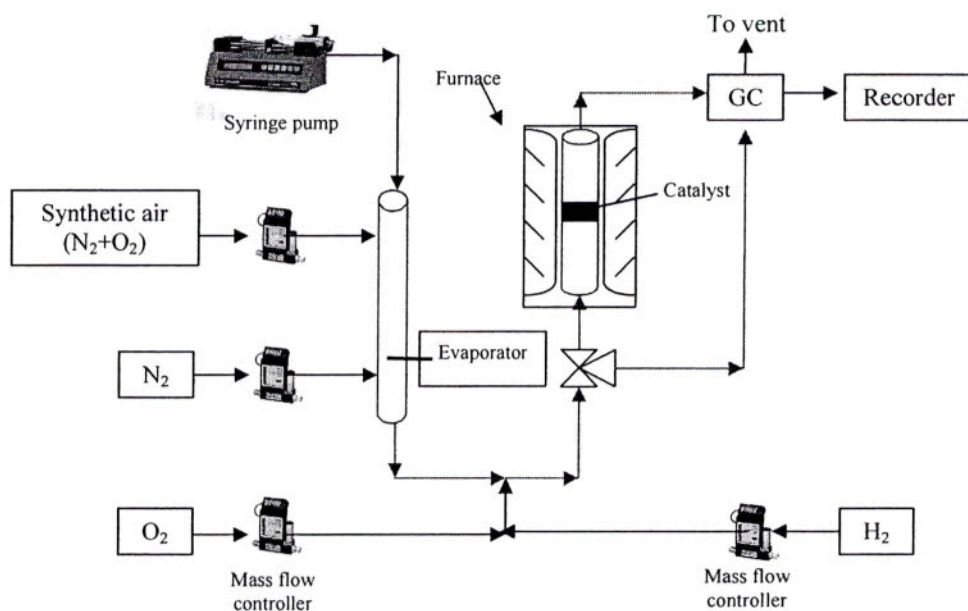 To vent
Furnace
GC
Recorder
Syringe pump
Catalyst
Synthetic air
(N₂+O₂)
Evaporator
N₂
O₂
H₂
Mass flow
controller
Mass flow
controller